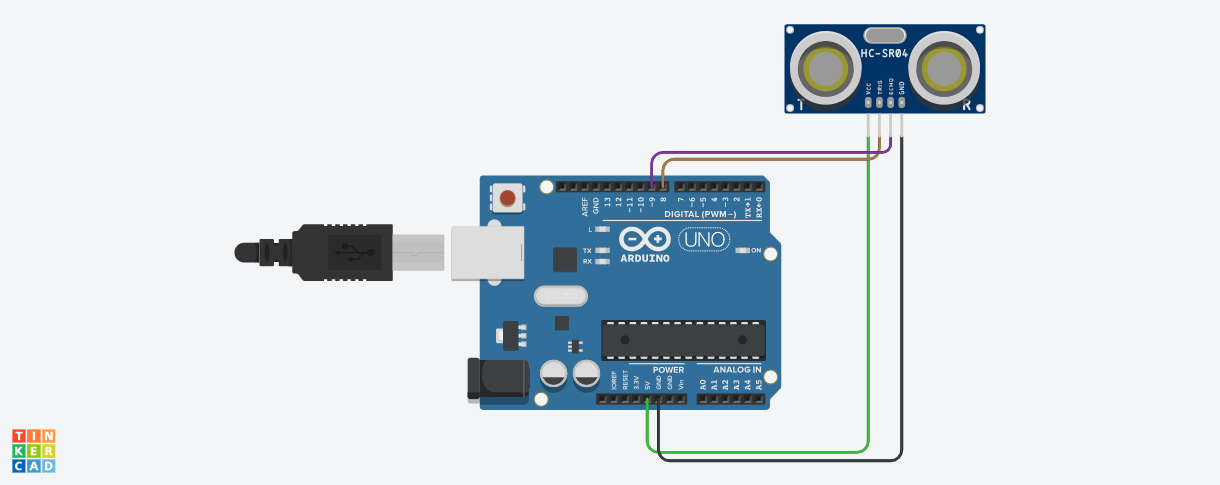 HC-SR04
VCC
TRIG
ECHO
GND
T
R
AREF
GND
13
12
~11
~10
~9
8
7
~6
~5
4
~3
2
TX→1
RX←0
DIGITAL (PWM~)
L
TX
RX
ARDUINO
UNO
ON
POWER
ANALOG IN
IOREF
RESET
3.3V
5V
GND
GND
Vin
A0
A1
A2
A3
A4
A5
TIN
KER
CAD